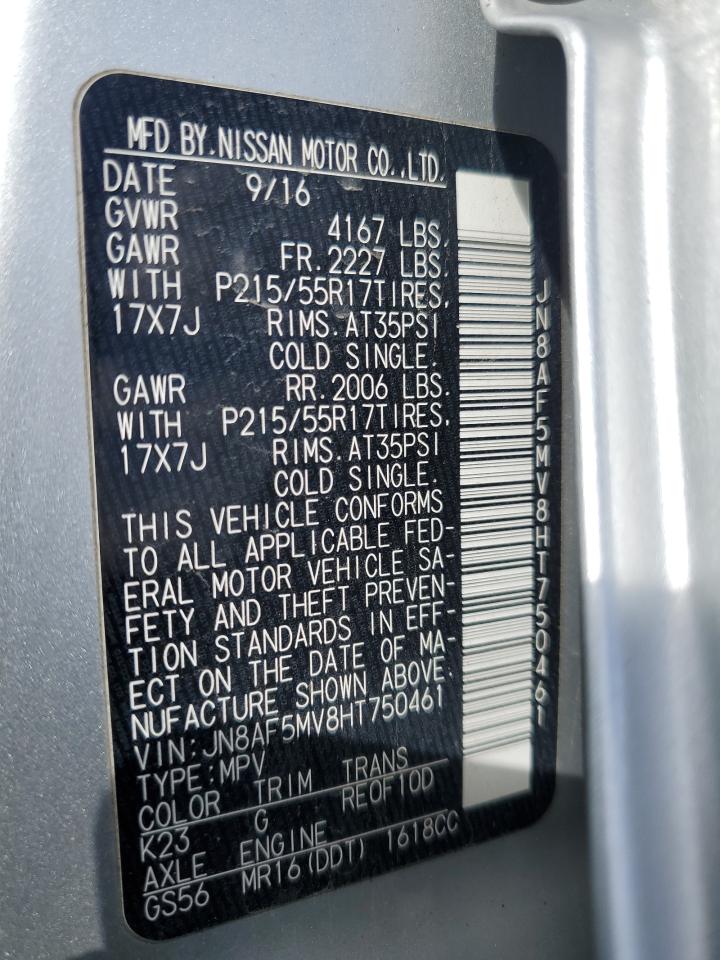 MFD BY.NISSAN MOTOR CO.,LTD.
DATE 9/16
GVWR 4167 LBS.
GAWR FR.2227 LBS.
WITH P215/55R17TIRES,
17X7J RIMS.AT35PSI
COLD SINGLE.
GAWR RR.2006 LBS.
WITH P215/55R17TIRES,
17X7J RIMS.AT35PSI
COLD SINGLE.
THIS VEHICLE CONFORMS
TO ALL APPLICABLE FED-
ERAL MOTOR VEHICLE SA-
FETY AND THEFT PREVEN-
TION STANDARDS IN EFF-
ECT ON THE DATE OF MA-
NUFACTURE SHOWN ABOVE.
VIN:JN8AF5MV8HT750461
TYPE:MPV
COLOR TRIM TRANS
K23 G RE0F10D
AXLE ENGINE
GS56 MR16(DDT) 1618CC
JN8AF5MV8HT750461